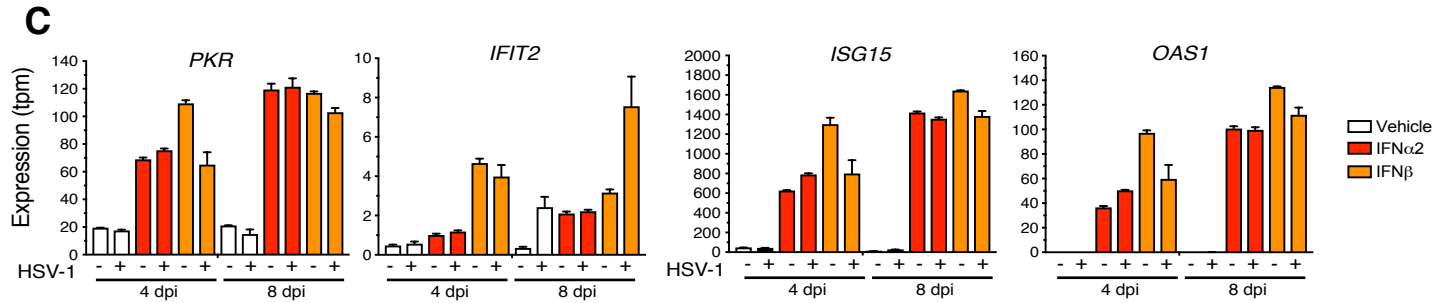 C
PKR
IFIT2
ISG15
OAS1
Expression (tpm)
140
120
100
80
60
40
20
0
10
8
6
4
2
0
2000
1800
1600
1400
1200
1000
800
600
400
200
0
160
140
120
100
80
60
40
20
0
Vehicle
IFNα2
IFNβ
HSV-1 - + - + - + - + - + - +
- + - + - + - + - + - +
HSV-1 - + - + - + - + - + - +
- + - + - + - + - + - +
4 dpi 8 dpi
4 dpi 8 dpi
4 dpi 8 dpi
4 dpi 8 dpi